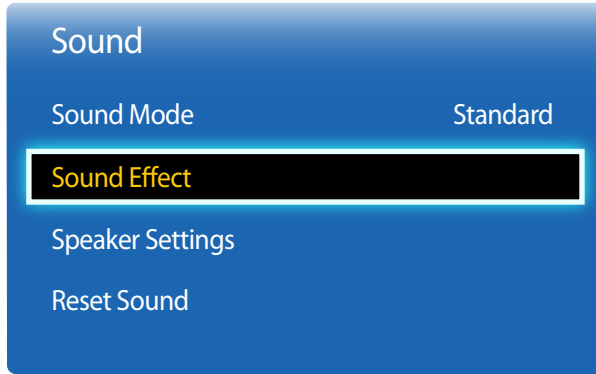 Sound
Sound Mode Standard
Sound Effect
Speaker Settings
Reset Sound